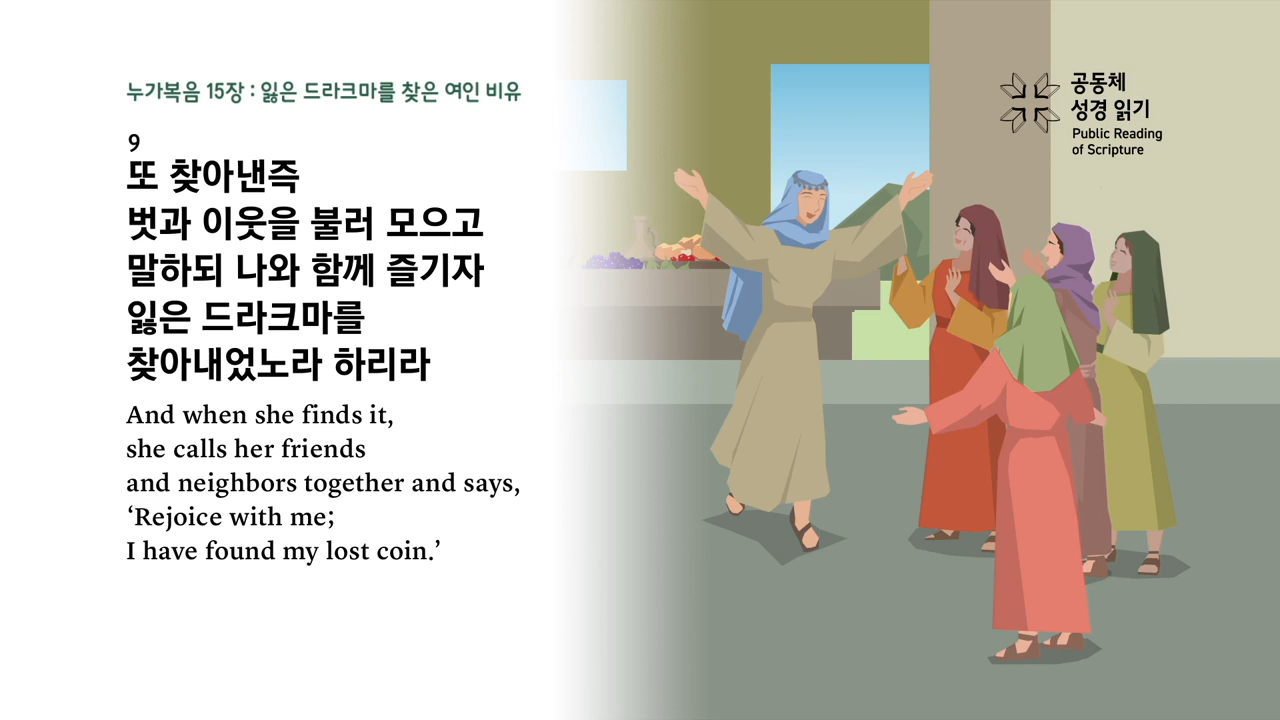 누가복음 15장 : 잃은 드라크마를 찾은 여인 비유
9
또 찾아낸즉
벗과 이웃을 불러 모으고
말하되 나와 함께 즐기자
잃은 드라크마를
찾아내었노라 하리라
And when she finds it,
she calls her friends
and neighbors together and says,
‘Rejoice with me;
I have found my lost coin.’
공동체
성경 읽기
Public Reading
of Scripture